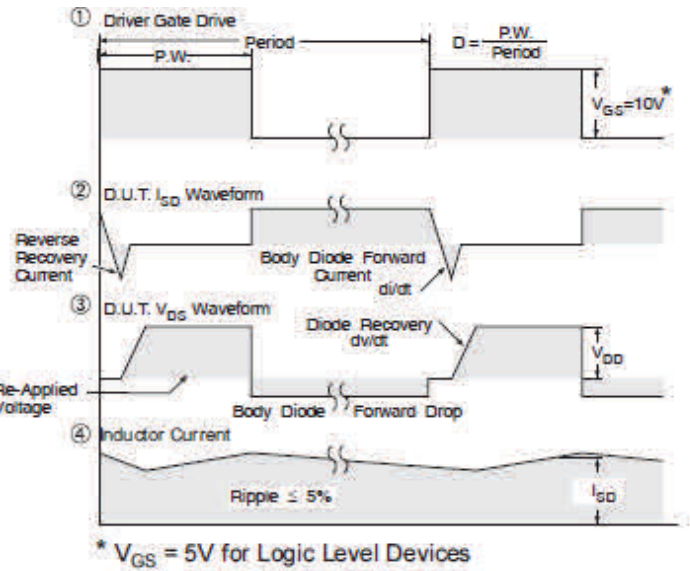 ① Driver Gate Drive
Period
P.W.
D = P.W.
Period
VGS=10V*
② D.U.T. ISD Waveform
Reverse
Recovery
Current
Body Diode Forward
Current
di/dt
③ D.U.T. VDS Waveform
Diode Recovery
dv/dt
VDD
Re-Applied
Voltage
Body Diode Forward Drop
④ Inductor Current
Ripple ≤ 5%
ISD
* VGS = 5V for Logic Level Devices